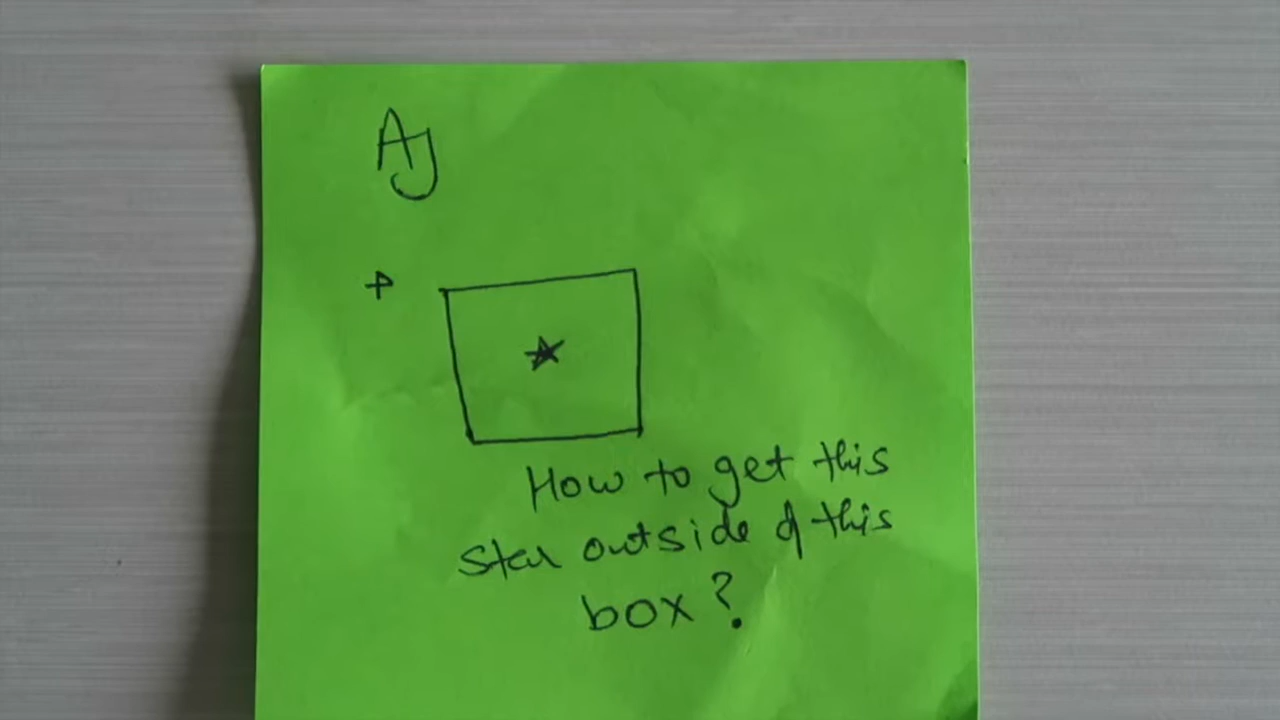 AJ
How to get this
star outside of this
box?